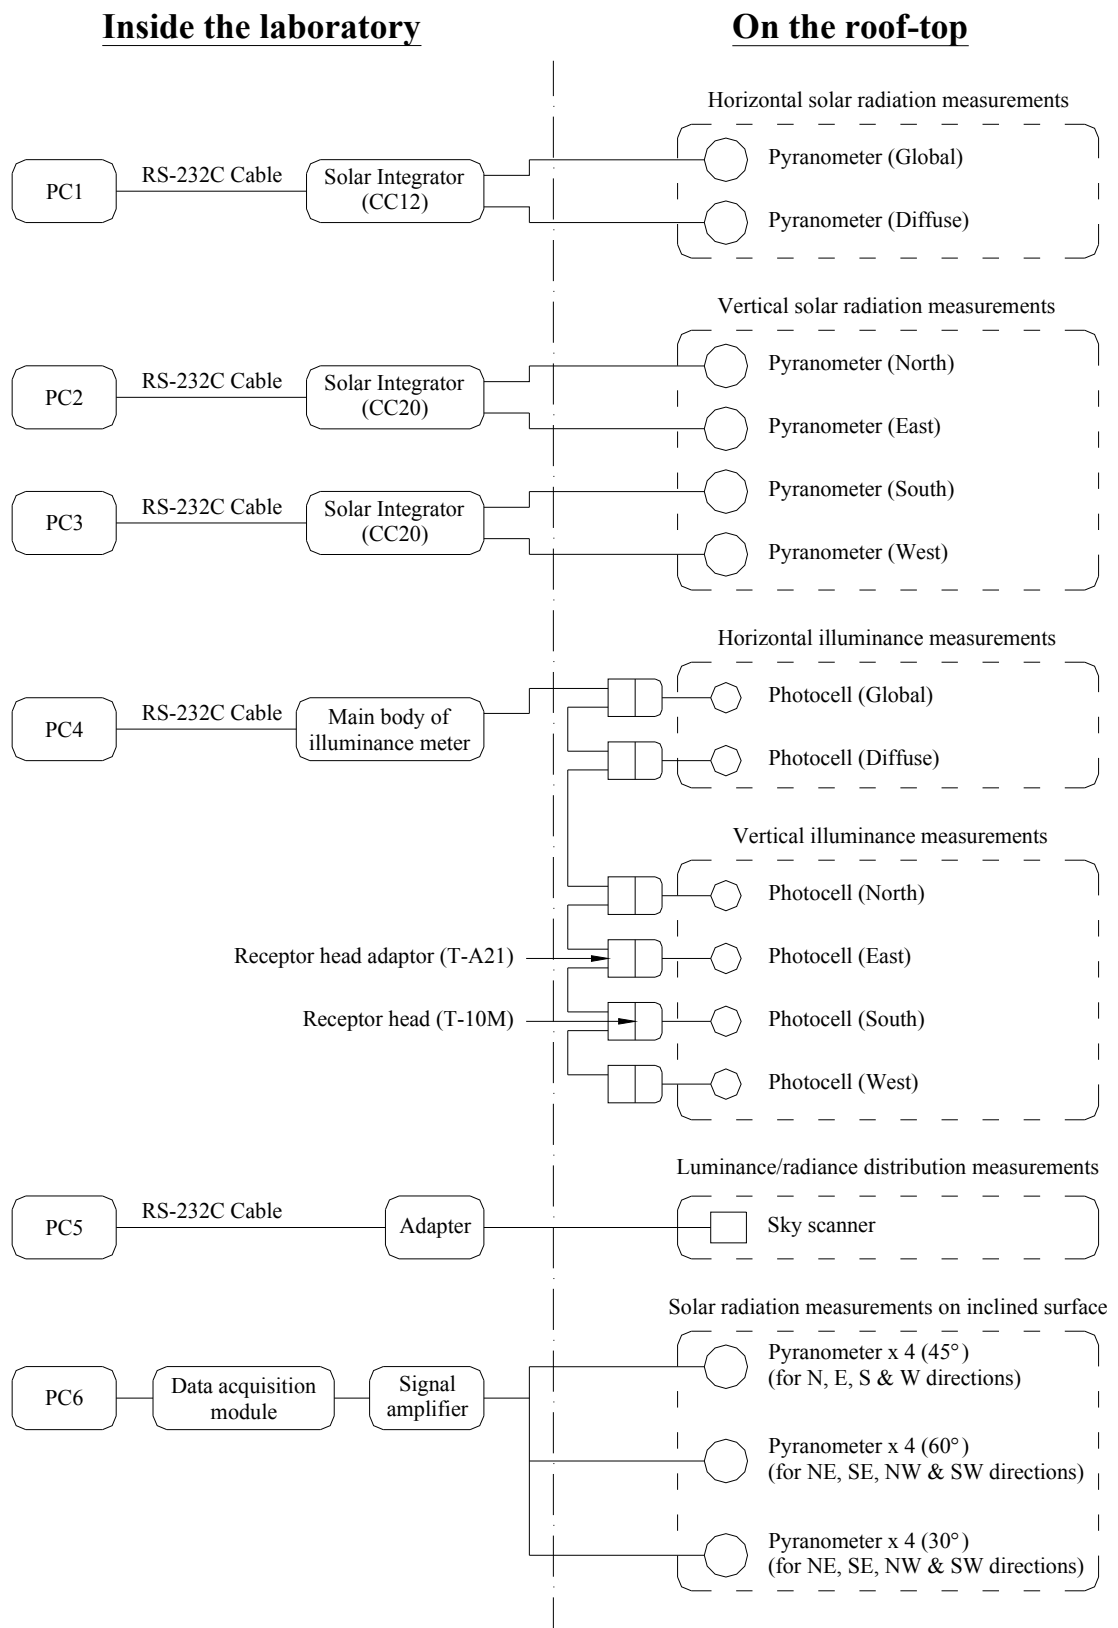 Inside the laboratory
On the roof-top
Horizontal solar radiation measurements
PC1
RS-232C Cable
Solar Integrator
(CC12)
Pyranometer (Global)
Pyranometer (Diffuse)
Vertical solar radiation measurements
PC2
RS-232C Cable
Solar Integrator
(CC20)
Pyranometer (North)
Pyranometer (East)
PC3
RS-232C Cable
Solar Integrator
(CC20)
Pyranometer (South)
Pyranometer (West)
Horizontal illuminance measurements
PC4
RS-232C Cable
Main body of
illuminance meter
Photocell (Global)
Photocell (Diffuse)
Vertical illuminance measurements
Photocell (North)
Receptor head adaptor (T-A21)
Photocell (East)
Receptor head (T-10M)
Photocell (South)
Photocell (West)
Luminance/radiance distribution measurements
PC5
RS-232C Cable
Adapter
Sky scanner
Solar radiation measurements on inclined surface
PC6
Data acquisition
module
Signal
amplifier
Pyranometer x 4 (45°)
(for N, E, S & W directions)
Pyranometer x 4 (60°)
(for NE, SE, NW & SW directions)
Pyranometer x 4 (30°)
(for NE, SE, NW & SW directions)